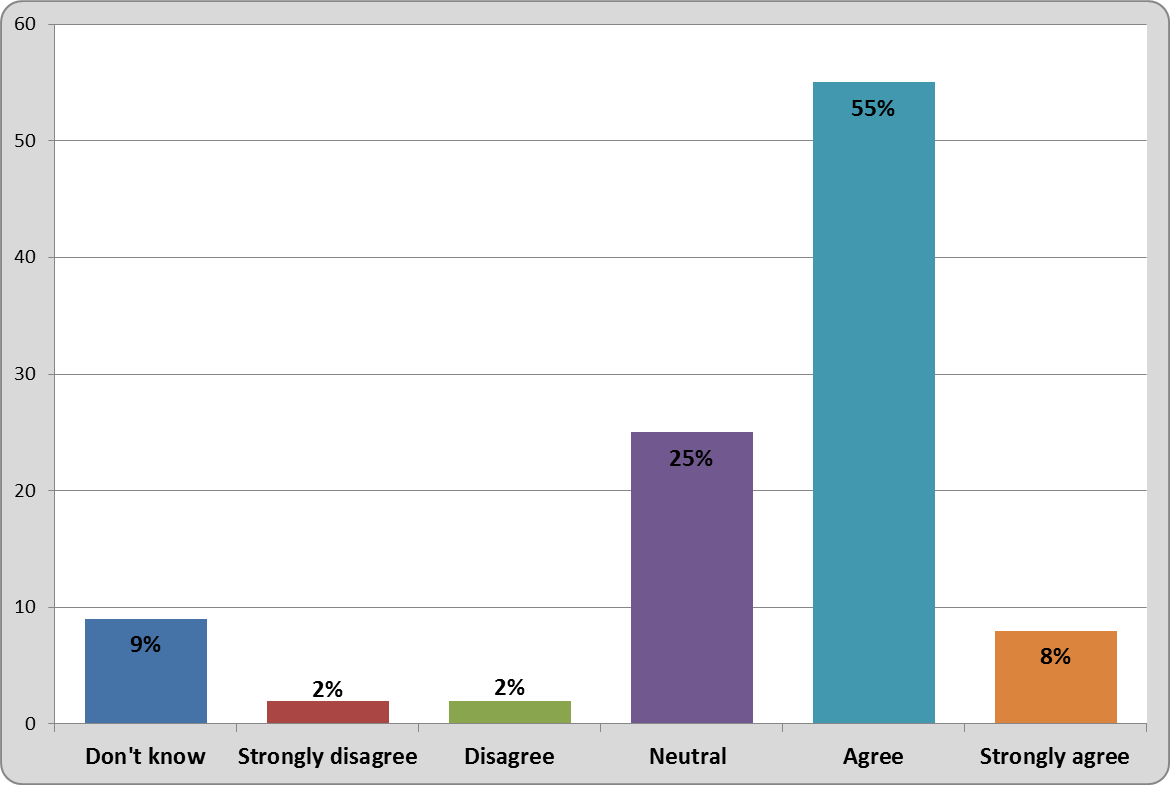 60
50
40
30
20
10
0
9%
2%
2%
25%
55%
8%
Don't know
Strongly disagree
Disagree
Neutral
Agree
Strongly agree